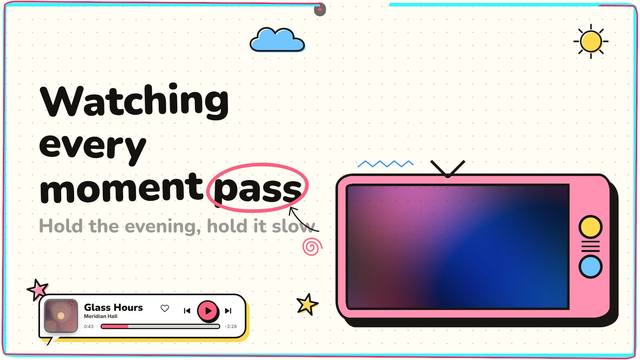 Watching
every
moment pass
Hold the evening, hold it slow
Glass Hours
Meridian Hall
0:43
-2:28